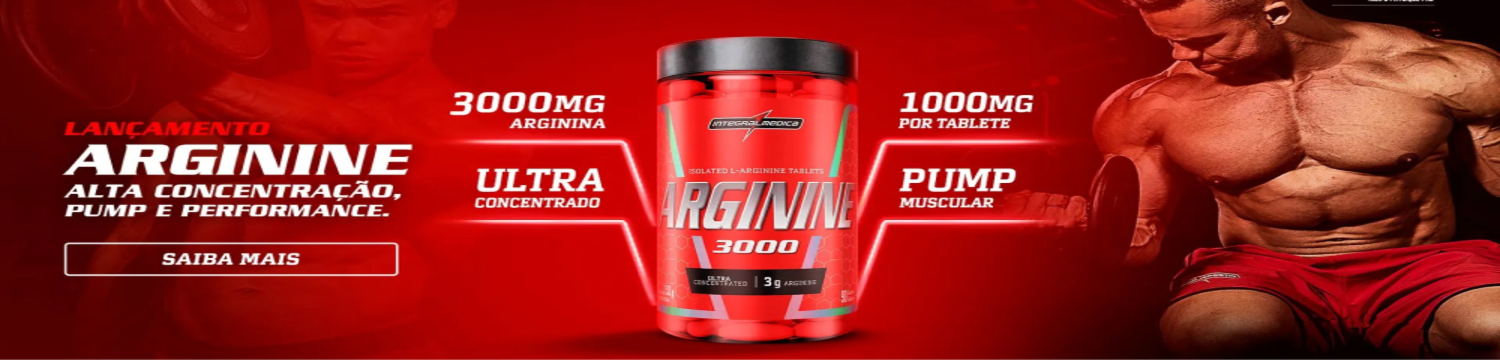 LANÇAMENTO
ARGININE
ALTA CONCENTRAÇÃO,
PUMP E PERFORMANCE.
SAIBA MAIS
3000MG
ARGININA
ULTRA
CONCENTRADO
INTEGRALMEDICA
ISOLATED L-ARGININE TABLETS
ARGININE
3000
ULTRA
CONCENTRATED
3g ARGININE
1000MG
POR TABLETE
PUMP
MUSCULAR